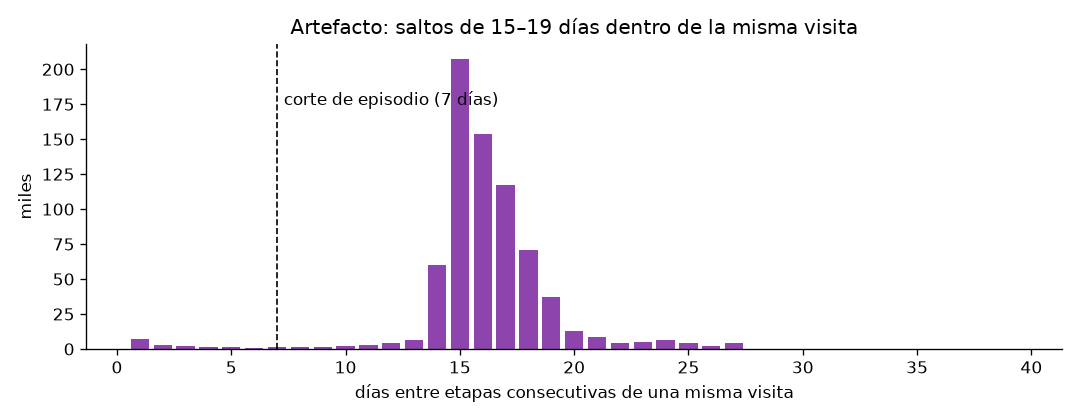 Artefacto: saltos de 15–19 días dentro de la misma visita
corte de episodio (7 días)
miles
200
175
150
125
100
75
50
25
0
0 5 10 15 20 25 30 35 40
días entre etapas consecutivas de una misma visita